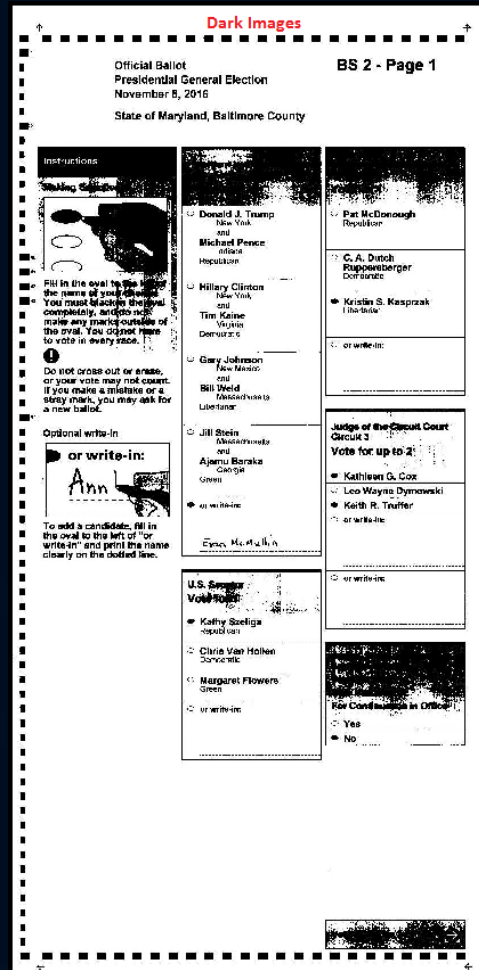 Dark Images
Official Ballot
Presidential General Election
November 8, 2016
State of Maryland, Baltimore County
BS 2 - Page 1
Instructions
Making Selections
Fill in the oval to the left of
the name of your choice.
You must blacken the oval
completely, and do not
make any marks outside of
the oval. You do not have
to vote in every race.
Do not cross out or erase,
or your vote may not count.
If you make a mistake or a
stray mark, you may ask for
a new ballot.
Optional write-in
or write-in:
Ann
To add a candidate, fill in
the oval to the left of "or
write-in" and print the name
clearly on the dotted line.
Donald J. Trump
New York
and
Michael Pence
Indiana
Republican
Hillary Clinton
New York
and
Tim Kaine
Virginia
Democratic
Gary Johnson
New Mexico
and
Bill Weld
Massachusetts
Libertarian
Jill Stein
Massachusetts
and
Ajamu Baraka
Georgia
Green
or write-in:
Evan McMullin
U.S. Senator
Vote for 1
Kathy Szeliga
Republican
Chris Van Hollen
Democratic
Margaret Flowers
Green
or write-in:
Pat McDonough
Republican
C. A. Dutch
Ruppersberger
Democratic
Kristin S. Kasprzak
Libertarian
or write-in:
Judge of the Circuit Court
Circuit 3
Vote for up to 2
Kathleen G. Cox
Leo Wayne Dymowski
Keith R. Truffer
or write-in:
or write-in:
For Continuance in Office
Yes
No